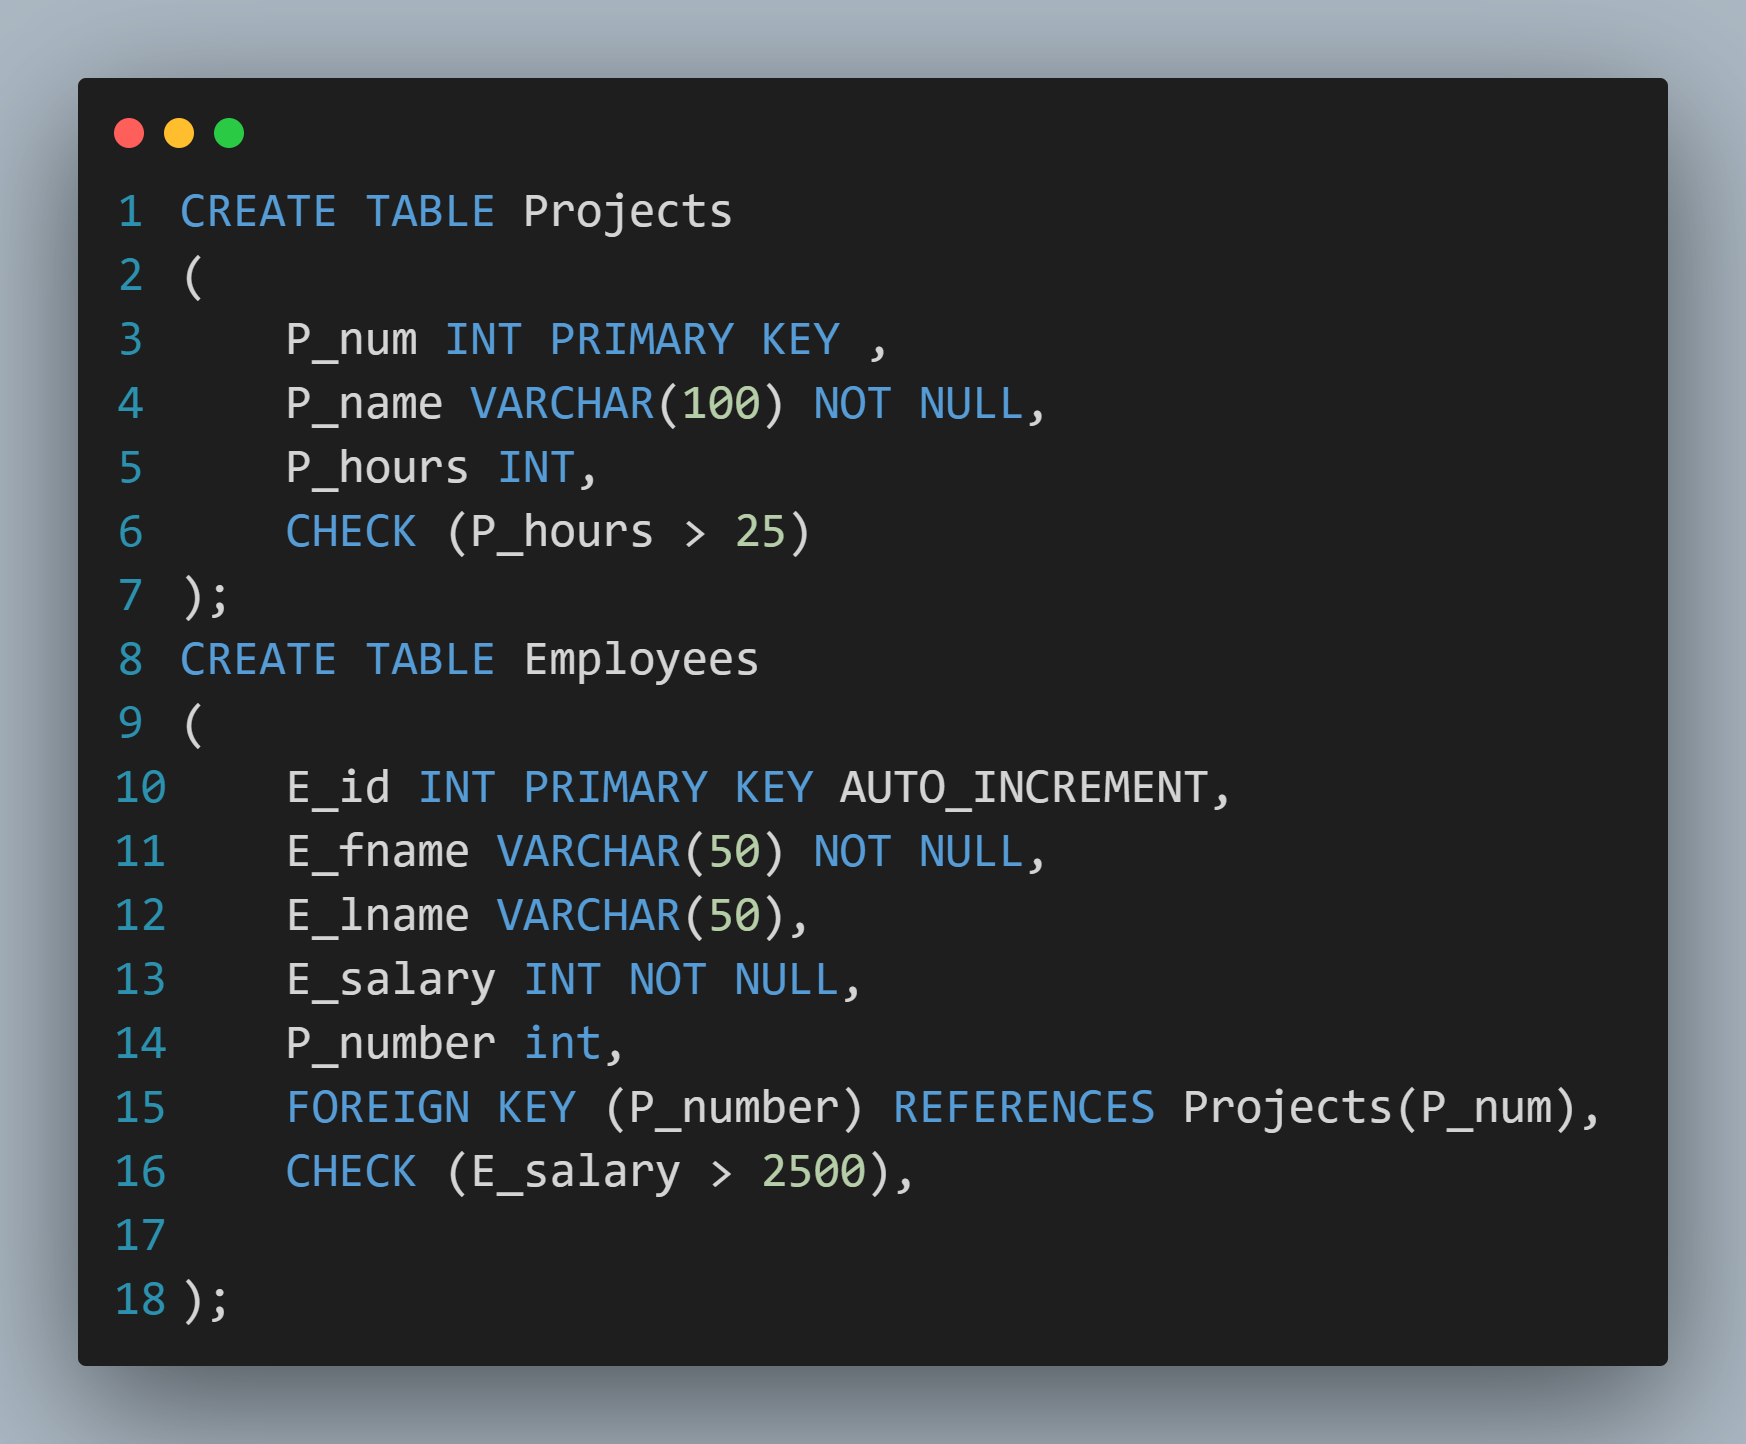 1 CREATE TABLE Projects
2 (
3     P_num INT PRIMARY KEY ,
4     P_name VARCHAR(100) NOT NULL,
5     P_hours INT,
6     CHECK (P_hours > 25)
7 );
8 CREATE TABLE Employees
9 (
10     E_id INT PRIMARY KEY AUTO_INCREMENT,
11     E_fname VARCHAR(50) NOT NULL,
12     E_lname VARCHAR(50),
13     E_salary INT NOT NULL,
14     P_number int,
15     FOREIGN KEY (P_number) REFERENCES Projects(P_num),
16     CHECK (E_salary > 2500),
17
18 );